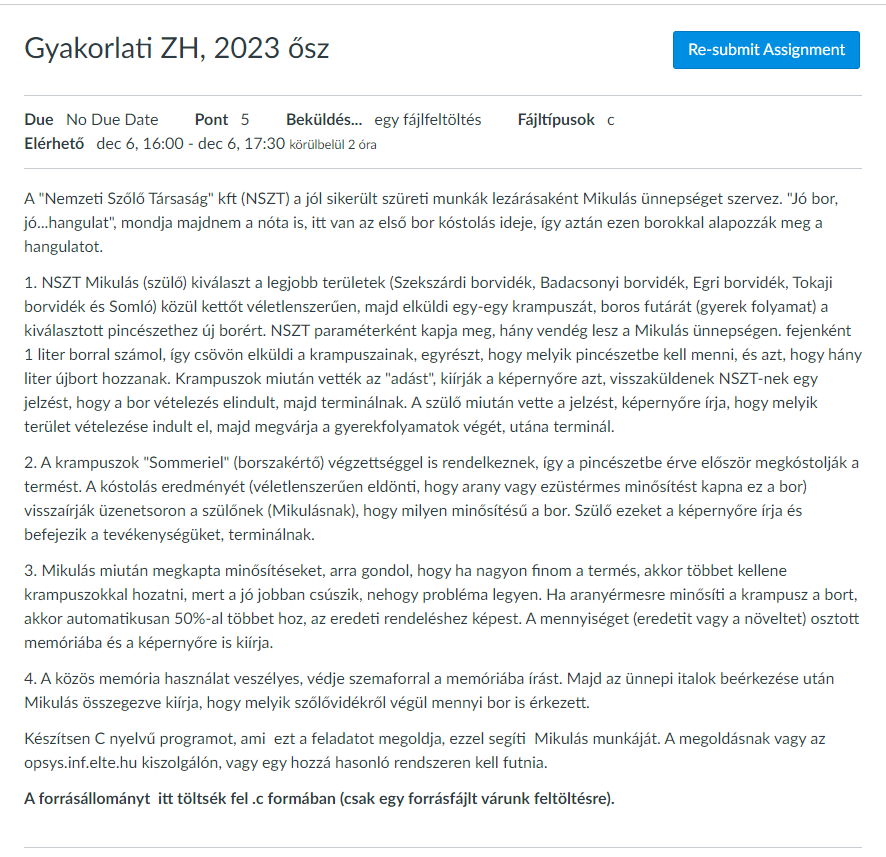 Gyakorlati ZH, 2023 ősz
Re-submit Assignment
Due No Due Date Pont 5 Beküldés... egy fájlfeltöltés Fájltípusok c
Elérhető dec 6, 16:00 - dec 6, 17:30 körülbelül 2 óra
A "Nemzeti Szőlő Társaság" kft (NSZT) a jól sikerült szüreti munkák lezárásaként Mikulás ünnepséget szervez. "Jó bor,
jó...hangulat", mondja majdnem a nóta is, itt van az első bor kóstolás ideje, így aztán ezen borokkal alapozzák meg a
hangulatot.
1. NSZT Mikulás (szülő) kiválaszt a legjobb területek (Szekszárdi borvidék, Badacsonyi borvidék, Egri borvidék, Tokaji
borvidék és Somló) közül kettőt véletlenszerűen, majd elküldi egy-egy krampuszát, boros futárát (gyerek folyamat) a
kiválasztott pincészethez új borért. NSZT paraméterként kapja meg, hány vendég lesz a Mikulás ünnepségen. fejenként
1 liter borral számol, így csövön elküldi a krampuszainak, egyrészt, hogy melyik pincészetbe kell menni, és azt, hogy hány
liter újbort hozzanak. Krampuszok miután vették az "adást", kiírják a képernyőre azt, visszaküldenek NSZT-nek egy
jelzést, hogy a bor vételezés elindult, majd terminálnak. A szülő miután vette a jelzést, képernyőre írja, hogy melyik
terület vételezése indult el, majd megvárja a gyerekfolyamatok végét, utána terminál.
2. A krampuszok "Sommeriel" (borszakértő) végzettséggel is rendelkeznek, így a pincészetbe érve először megkóstolják a
termést. A kóstolás eredményét (véletlenszerűen eldönti, hogy arany vagy ezüstérmes minősítést kapna ez a bor)
visszaírják üzenetsoron a szülőnek (Mikulásnak), hogy milyen minősítésű a bor. Szülő ezeket a képernyőre írja és
befejezik a tevékenységüket, terminálnak.
3. Mikulás miután megkapta minősítéseket, arra gondol, hogy ha nagyon finom a termés, akkor többet kellene
krampuszokkal hozatni, mert a jó jobban csúszik, nehogy probléma legyen. Ha aranyérmesre minősíti a krampusz a bort,
akkor automatikusan 50%-al többet hoz, az eredeti rendeléshez képest. A mennyiséget (eredetit vagy a növeltet) osztott
memóriába és a képernyőre is kiírja.
4. A közös memória használat veszélyes, védje szemaforral a memóriába írást. Majd az ünnepi italok beérkezése után
Mikulás összegezve kiírja, hogy melyik szőlővidékről végül mennyi bor is érkezett.
Készítsen C nyelvű programot, ami ezt a feladatot megoldja, ezzel segíti Mikulás munkáját. A megoldásnak vagy az
opsys.inf.elte.hu kiszolgálón, vagy egy hozzá hasonló rendszeren kell futnia.
A forrásállományt itt töltsék fel .c formában (csak egy forrásfájlt várunk feltöltésre).